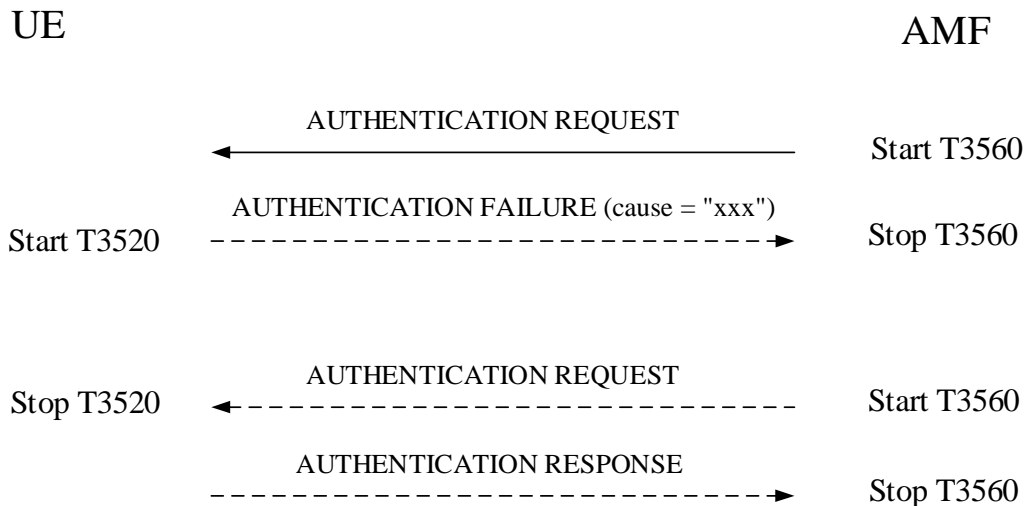 UE
AMF
AUTHENTICATION REQUEST
Start T3560
AUTHENTICATION FAILURE (cause = "xxx")
Start T3520
Stop T3560
AUTHENTICATION REQUEST
Stop T3520
Start T3560
AUTHENTICATION RESPONSE
Stop T3560